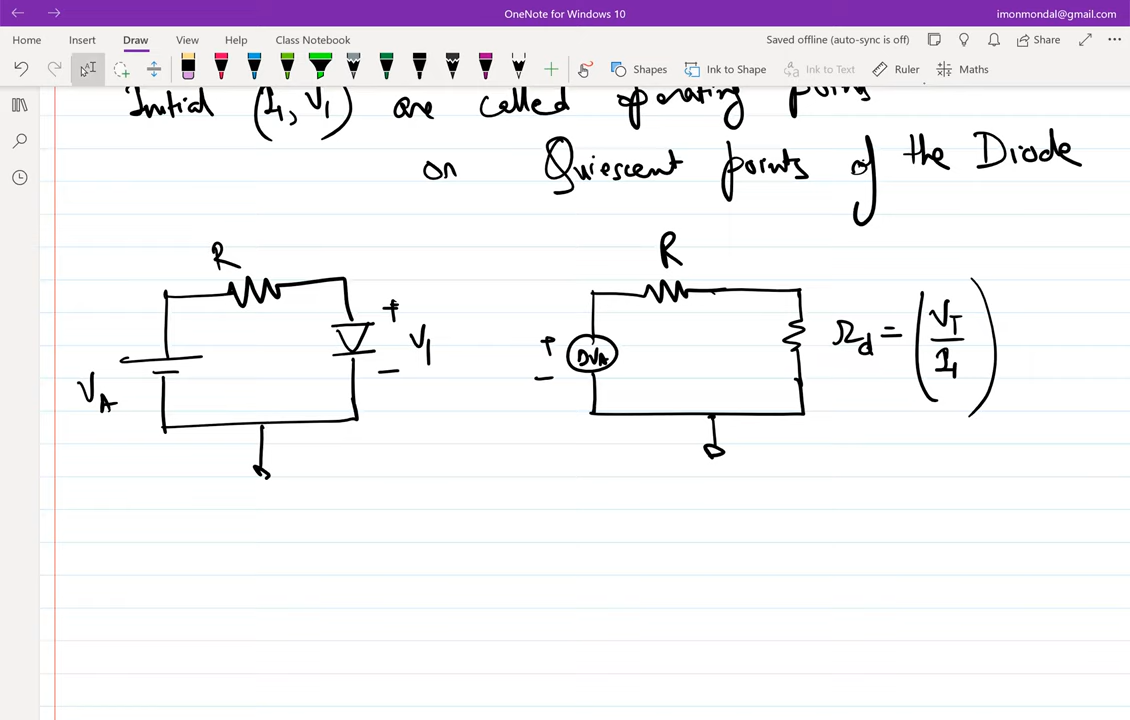 OneNote for Windows 10
imonmondal@gmail.com
Home Insert Draw View Help Class Notebook
Saved offline (auto-sync is off) Share
Shapes Ink to Shape Ink to Text Ruler Maths
Initial (I1, V1) are called operating points
or Quiescent points of the Diode
R
VA
+
V1
−
R
+
DVA
−
rd = (VT / I1)